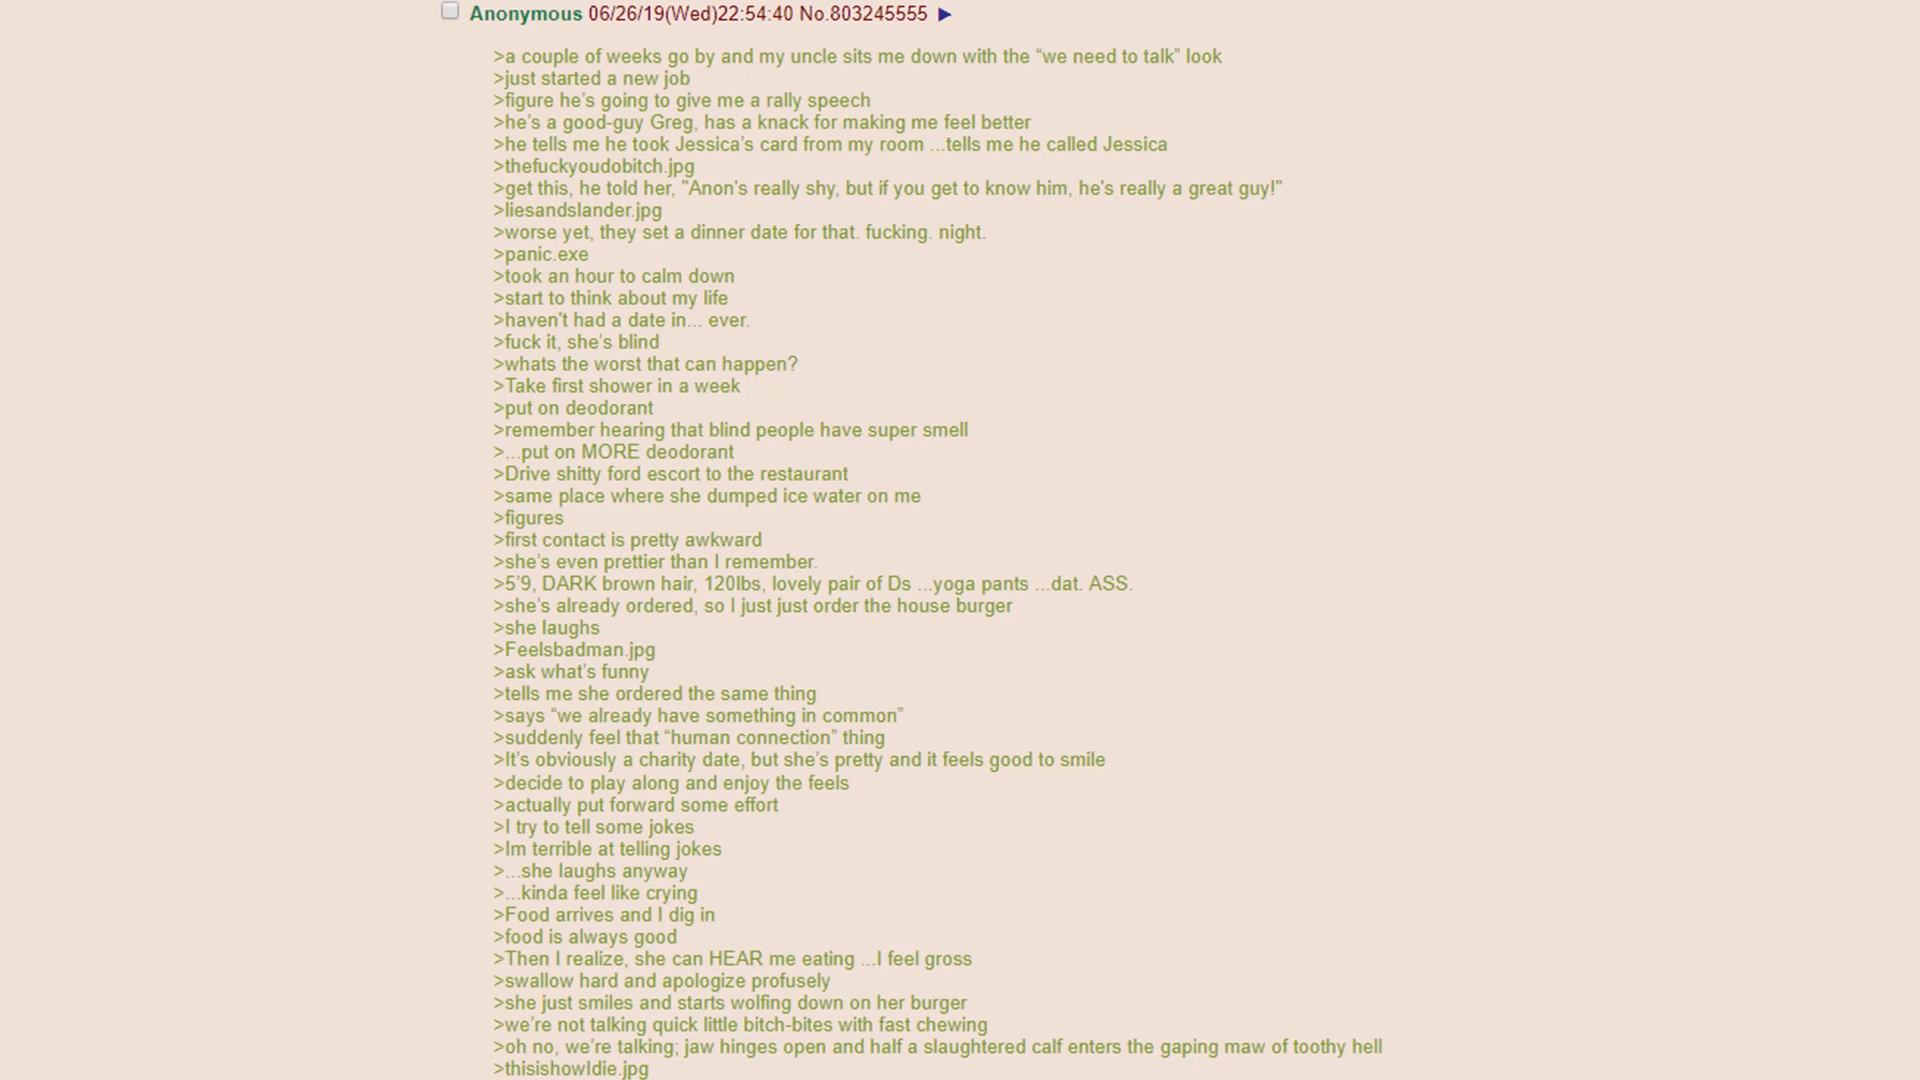 Anonymous 06/26/19(Wed)22:54:40 No.803245555 ▶
>a couple of weeks go by and my uncle sits me down with the “we need to talk” look
>just started a new job
>figure he’s going to give me a rally speech
>he’s a good-guy Greg, has a knack for making me feel better
>he tells me he took Jessica’s card from my room ...tells me he called Jessica
>thefuckyoudobitch.jpg
>get this, he told her, "Anon's really shy, but if you get to know him, he's really a great guy!"
>liesandslander.jpg
>worse yet, they set a dinner date for that. fucking. night.
>panic.exe
>took an hour to calm down
>start to think about my life
>haven't had a date in... ever.
>fuck it, she’s blind
>whats the worst that can happen?
>Take first shower in a week
>put on deodorant
>remember hearing that blind people have super smell
>...put on MORE deodorant
>Drive shitty ford escort to the restaurant
>same place where she dumped ice water on me
>figures
>first contact is pretty awkward
>she’s even prettier than I remember.
>5’9, DARK brown hair, 120lbs, lovely pair of Ds ...yoga pants ...dat. ASS.
>she’s already ordered, so I just just order the house burger
>she laughs
>Feelsbadman.jpg
>ask what’s funny
>tells me she ordered the same thing
>says “we already have something in common”
>suddenly feel that “human connection” thing
>It’s obviously a charity date, but she’s pretty and it feels good to smile
>decide to play along and enjoy the feels
>actually put forward some effort
>I try to tell some jokes
>Im terrible at telling jokes
>...she laughs anyway
>...kinda feel like crying
>Food arrives and I dig in
>food is always good
>Then I realize, she can HEAR me eating ...I feel gross
>swallow hard and apologize profusely
>she just smiles and starts wolfing down on her burger
>we’re not talking quick little bitch-bites with fast chewing
>oh no, we’re talking; jaw hinges open and half a slaughtered calf enters the gaping maw of toothy hell
>thisishowIdie.jpg